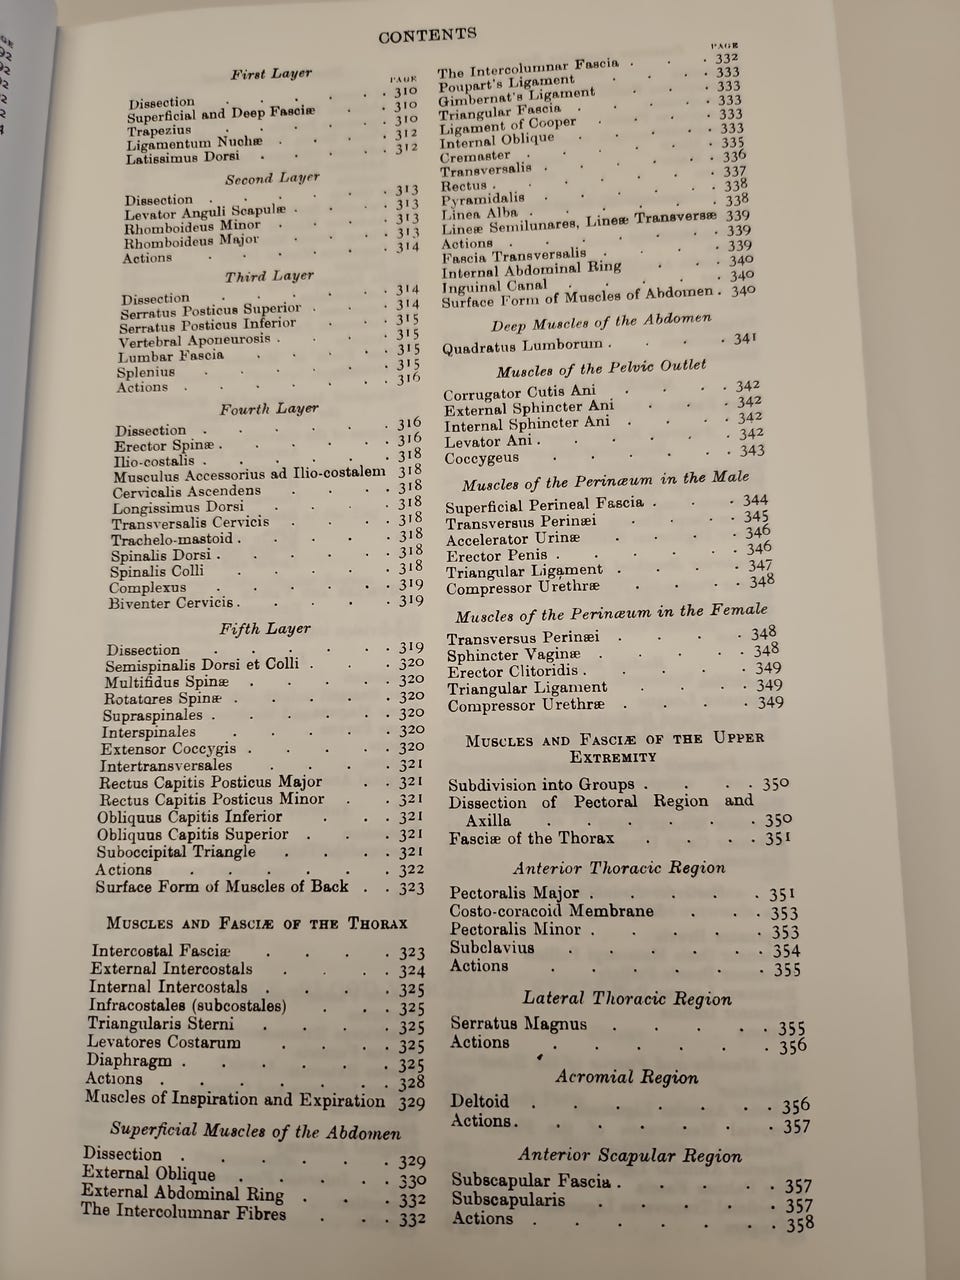 CONTENTS
First Layer
PAGE
Dissection . . . . . 310
Superficial and Deep Fasciæ . . 310
Trapezius . . . . . 310
Ligamentum Nuchæ . . . . 312
Latissimus Dorsi . . . . 312
Second Layer
Dissection . . . . . 313
Levator Anguli Scapulæ . . . 313
Rhomboideus Minor . . . . 313
Rhomboideus Major . . . . 313
Actions . . . . . 314
Third Layer
Dissection . . . . . 314
Serratus Posticus Superior . . . 314
Serratus Posticus Inferior . . 315
Vertebral Aponeurosis . . . . 315
Lumbar Fascia . . . . 315
Splenius . . . . . 315
Actions . . . . . . 316
Fourth Layer
Dissection . . . . . . 316
Erector Spinæ . . . . . 316
Ilio-costalis . . . . . . 318
Musculus Accessorius ad Ilio-costalem 318
Cervicalis Ascendens . . . . 318
Longissimus Dorsi . . . . 318
Transversalis Cervicis . . . . 318
Trachelo-mastoid . . . . . 318
Spinalis Dorsi . . . . . . 318
Spinalis Colli . . . . . 318
Complexus . . . . . 319
Biventer Cervicis . . . . . 319
Fifth Layer
Dissection . . . . . . 319
Semispinalis Dorsi et Colli . . . . 320
Multifidus Spinæ . . . . . 320
Rotatores Spinæ . . . . . 320
Supraspinales . . . . . . 320
Interspinales . . . . . 320
Extensor Coccygis . . . . . 320
Intertransversales . . . . 321
Rectus Capitis Posticus Major . . 321
Rectus Capitis Posticus Minor . . 321
Obliquus Capitis Inferior . . . 321
Obliquus Capitis Superior . . . 321
Suboccipital Triangle . . . . 321
Actions . . . . . . 322
Surface Form of Muscles of Back . . 323
MUSCLES AND FASCIÆ OF THE THORAX
Intercostal Fasciæ . . . . 323
External Intercostals . . . . 324
Internal Intercostals . . . . 325
Infracostales (subcostales) . . . 325
Triangularis Sterni . . . . 325
Levatores Costarum . . . . 325
Diaphragm . . . . . . 325
Actions . . . . . . . 328
Muscles of Inspiration and Expiration 329
Superficial Muscles of the Abdomen
Dissection . . . . . . 329
External Oblique . . . . . 330
External Abdominal Ring . . . 332
The Intercolumnar Fibres . . . 332
PAGE
The Intercolumnar Fascia . . . 332
Poupart's Ligament . . . . 333
Gimbernat's Ligament . . . 333
Triangular Fascia . . . . 333
Ligament of Cooper . . . . 333
Internal Oblique . . . . 333
Cremaster . . . . . 335
Transversalis . . . . . 336
Rectus . . . . . . 337
Pyramidalis . . . . . 338
Linea Alba . . . . . 338
Lineæ Semilunares, Lineæ Transversæ 339
Actions . . . . . 339
Fascia Transversalis . . . . 339
Internal Abdominal Ring . . . 340
Inguinal Canal . . . . . 340
Surface Form of Muscles of Abdomen . 340
Deep Muscles of the Abdomen
Quadratus Lumborum . . . . 341
Muscles of the Pelvic Outlet
Corrugator Cutis Ani . . . . 342
External Sphincter Ani . . . 342
Internal Sphincter Ani . . . . 342
Levator Ani . . . . . . 342
Coccygeus . . . . . . 343
Muscles of the Perinæum in the Male
Superficial Perineal Fascia . . . 344
Transversus Perinæi . . . . 345
Accelerator Urinæ . . . . 346
Erector Penis . . . . . . 346
Triangular Ligament . . . . 347
Compressor Urethræ . . . . 348
Muscles of the Perinæum in the Female
Transversus Perinæi . . . . 348
Sphincter Vaginæ . . . . . 348
Erector Clitoridis . . . . . 349
Triangular Ligament . . . . 349
Compressor Urethræ . . . . 349
MUSCLES AND FASCIÆ OF THE UPPER
EXTREMITY
Subdivision into Groups . . . . 350
Dissection of Pectoral Region and
Axilla . . . . . . 350
Fasciæ of the Thorax . . . . 351
Anterior Thoracic Region
Pectoralis Major . . . . . 351
Costo-coracoid Membrane . . . 353
Pectoralis Minor . . . . . 353
Subclavius . . . . . . 354
Actions . . . . . . 355
Lateral Thoracic Region
Serratus Magnus . . . . . 355
Actions . . . . . . 356
Acromial Region
Deltoid . . . . . . . 356
Actions . . . . . . . 357
Anterior Scapular Region
Subscapular Fascia . . . . . 357
Subscapularis . . . . . 357
Actions . . . . . . . 358